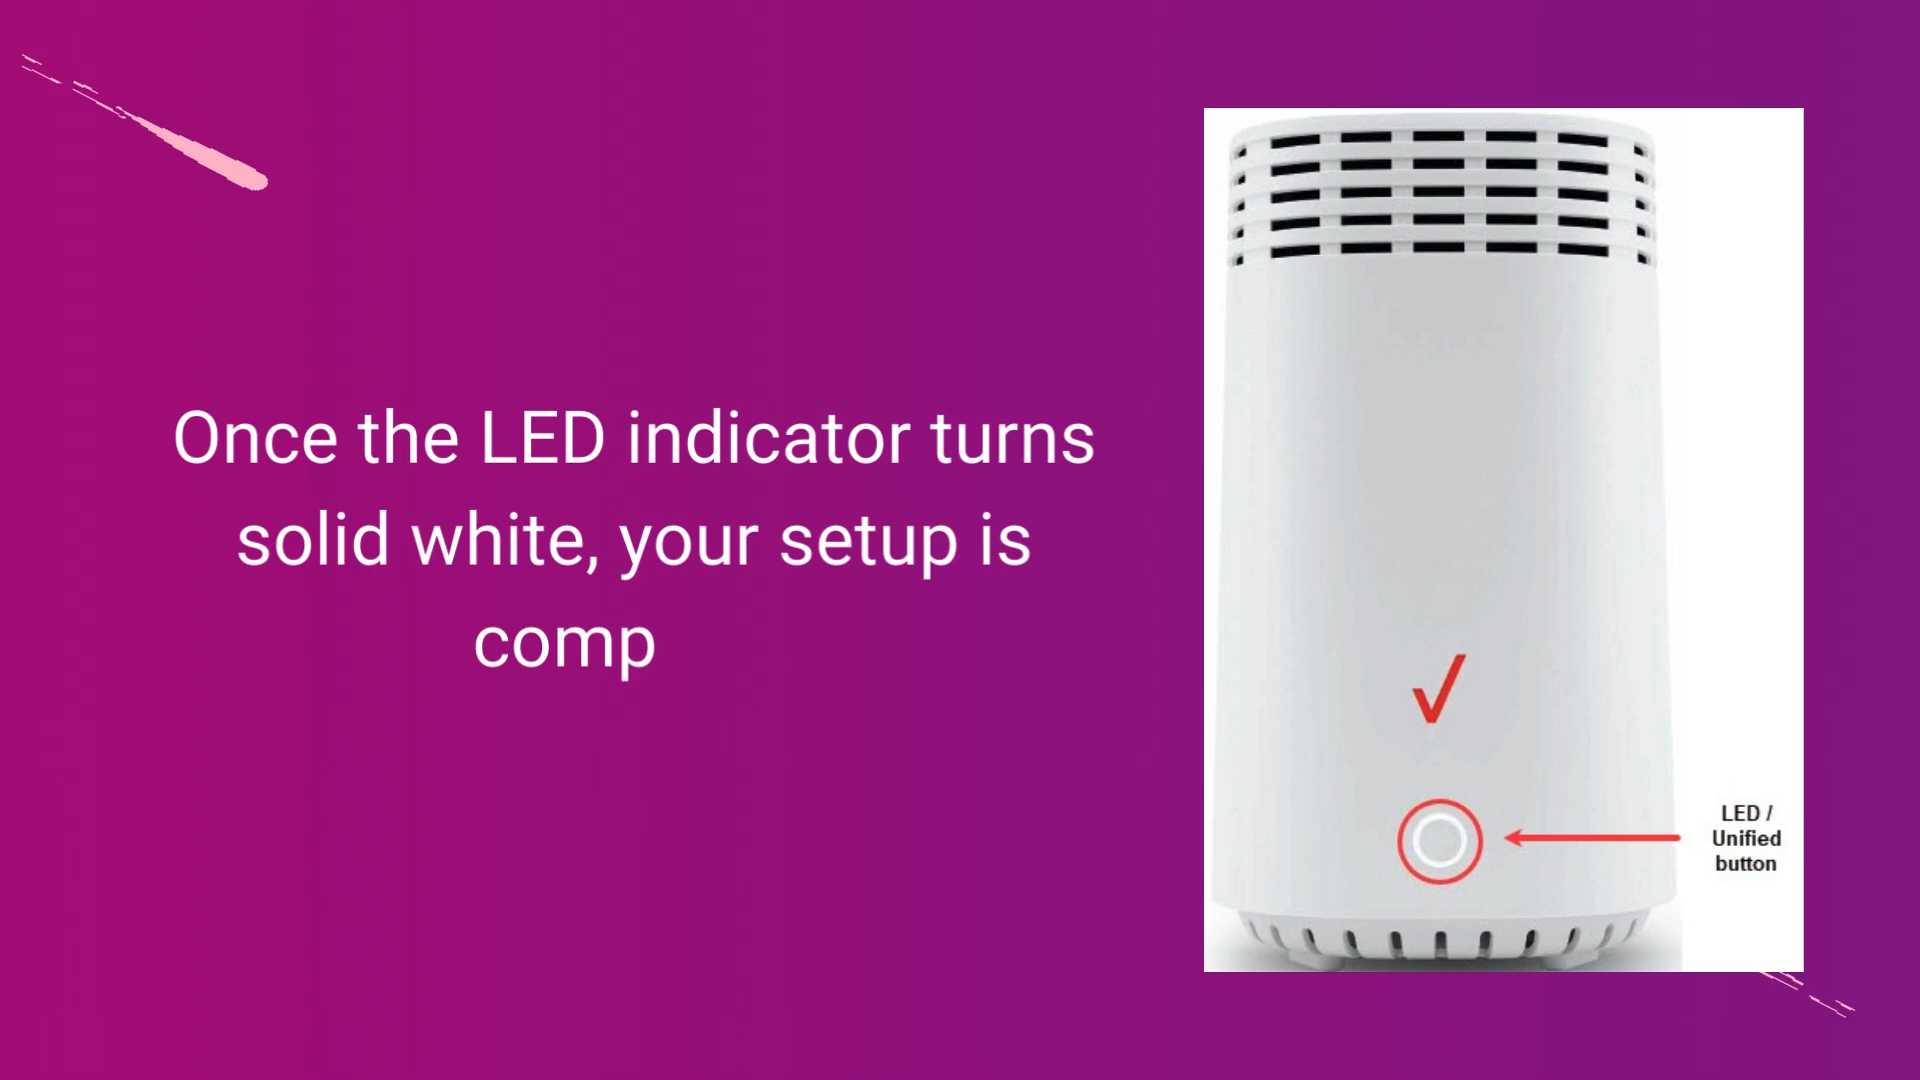 Once the LED indicator turns
solid white, your setup is
comp
LED /
Unified
button